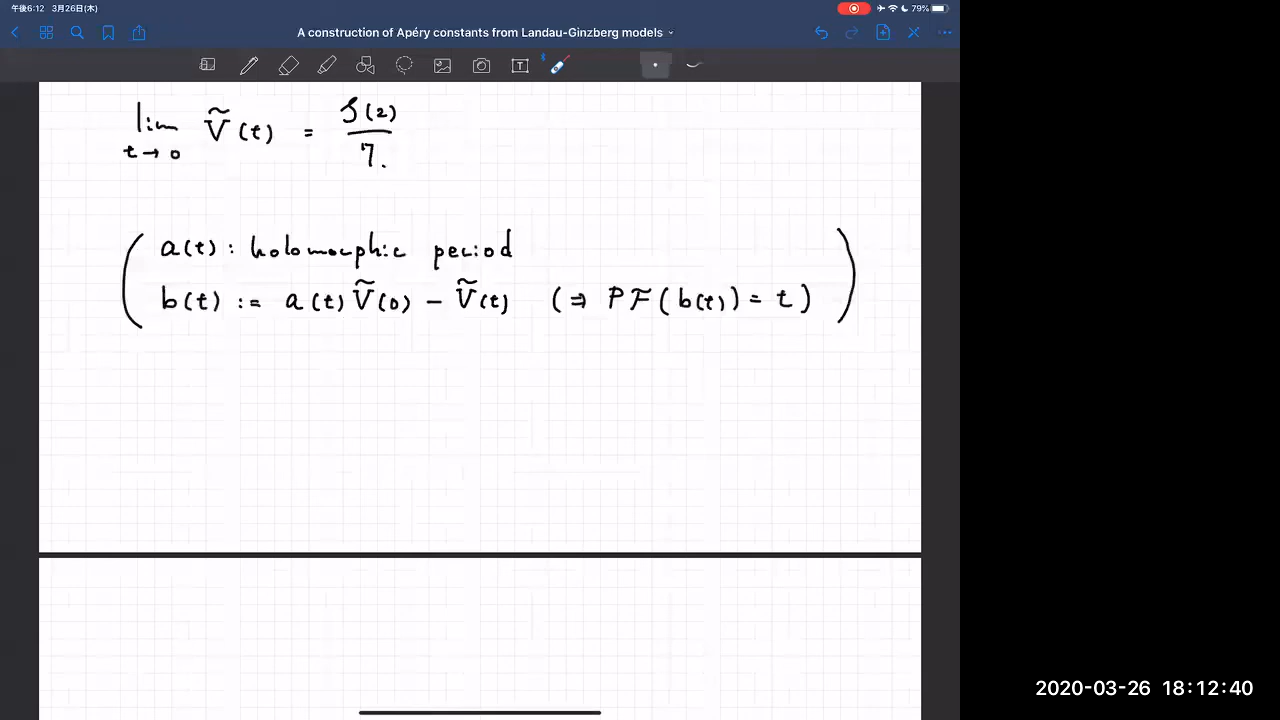 午後6:12 3月26日(木)
79%
A construction of Apéry constants from Landau-Ginzberg models
T
lim Ṽ(t) = ζ(2)
t→0 7.
a(t) : holomorphic period
b(t) := a(t) Ṽ(0) − Ṽ(t) (⇒ PF(b(t)) = t)
2020-03-26 18:12:40